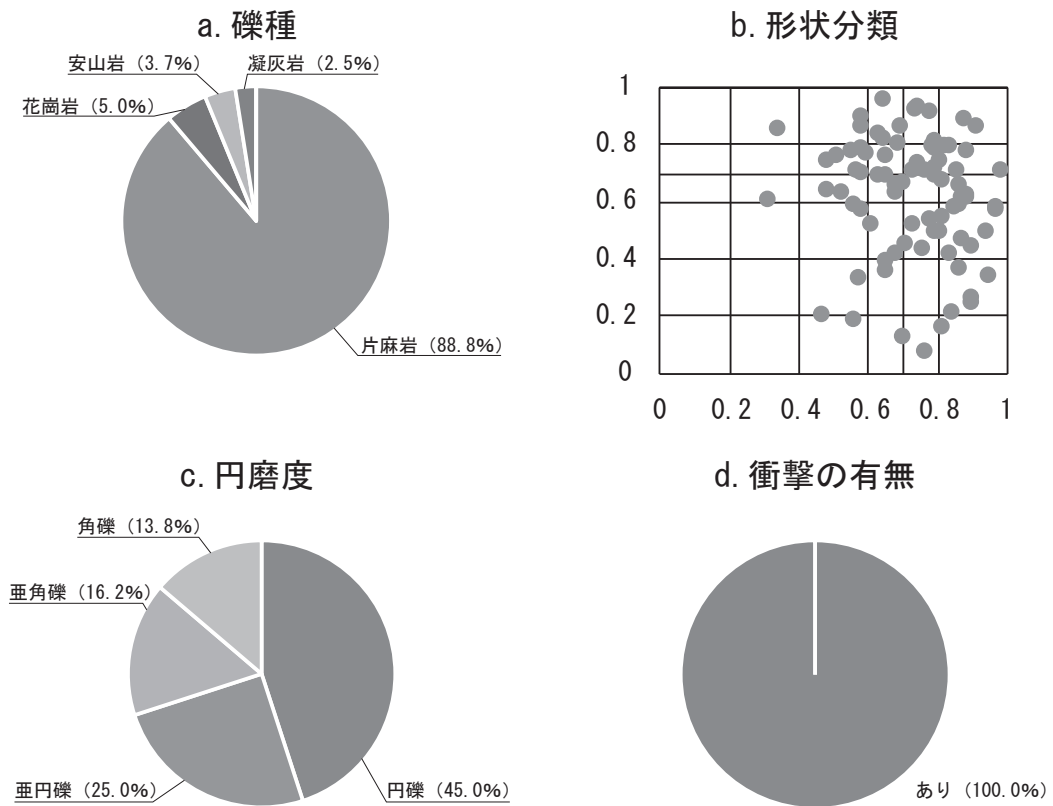 a. 礫種
安山岩（3.7%）
凝灰岩（2.5%）
花崗岩（5.0%）
片麻岩（88.8%）
b. 形状分類
1
0.8
0.6
0.4
0.2
0
0
0.2
0.4
0.6
0.8
1
c. 円磨度
角礫（13.8%）
亜角礫（16.2%）
亜円礫（25.0%）
円礫（45.0%）
d. 衝撃の有無
あり（100.0%）